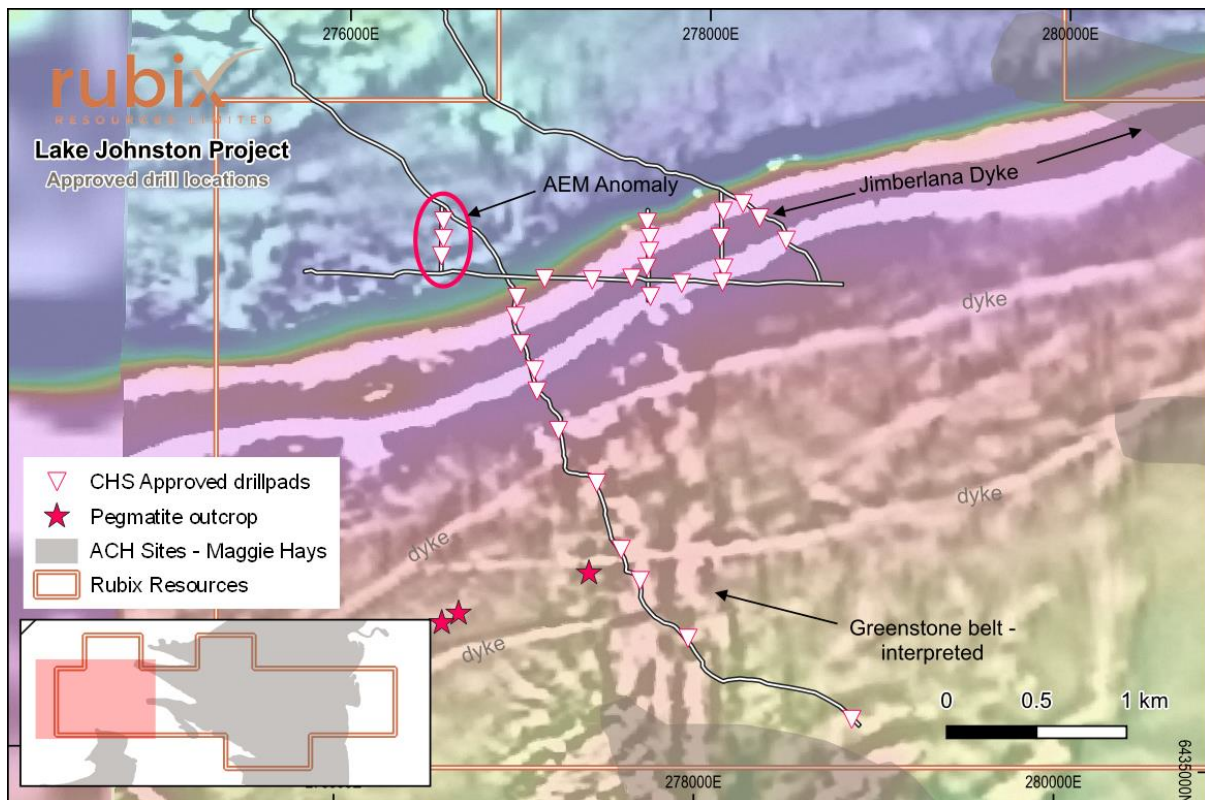 276000E
278000E
280000E
rubix
RESOURCES LIMITED
Lake Johnston Project
Approved drill locations
AEM Anomaly
Jimberlana Dyke
dyke
dyke
dyke
dyke
CHS Approved drillpads
Pegmatite outcrop
ACH Sites - Maggie Hays
Rubix Resources
Greenstone belt -
interpreted
0 0.5 1 km
6435000N
278000E
280000E